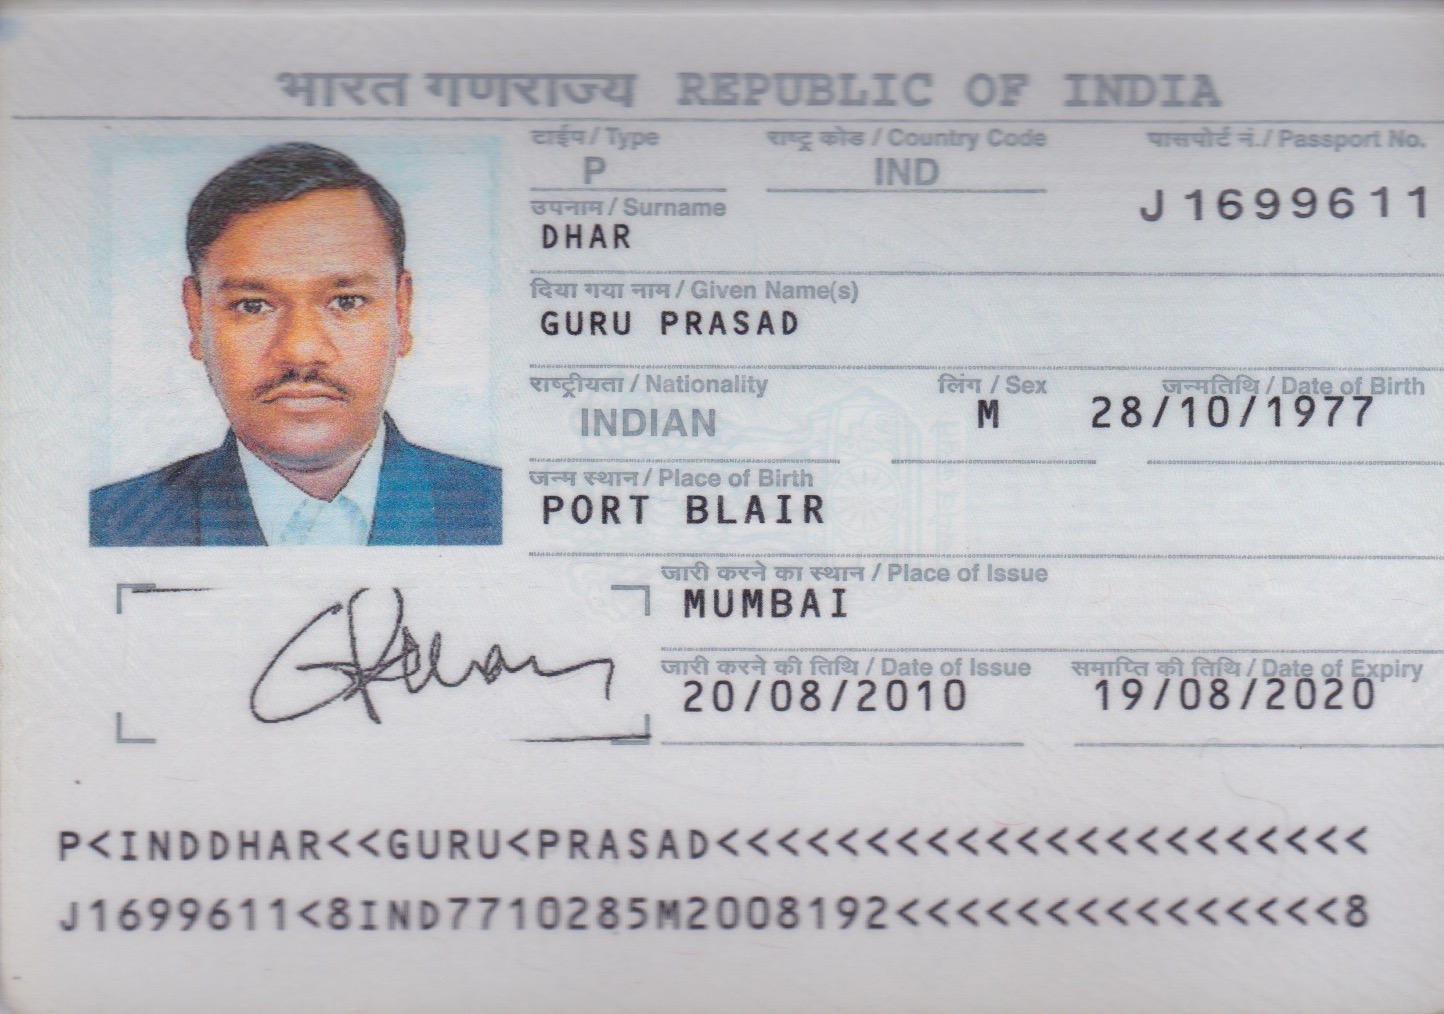 भारत गणराज्य REPUBLIC OF INDIA
टाईप / Type राष्ट्र कोड / Country Code पासपोर्ट नं. / Passport No.
P IND J1699611
उपनाम / Surname
DHAR
दिया गया नाम / Given Name(s)
GURU PRASAD
राष्ट्रीयता / Nationality लिंग / Sex जन्मतिथि / Date of Birth
INDIAN M 28/10/1977
जन्म स्थान / Place of Birth
PORT BLAIR
जारी करने का स्थान / Place of Issue
MUMBAI
जारी करने की तिथि / Date of Issue समाप्ति की तिथि / Date of Expiry
20/08/2010 19/08/2020
P<INDDHAR<<GURU<PRASAD<<<<<<<<<<<<<<<<<<<<<<
J1699611<8IND7710285M2008192<<<<<<<<<<<<<<<8